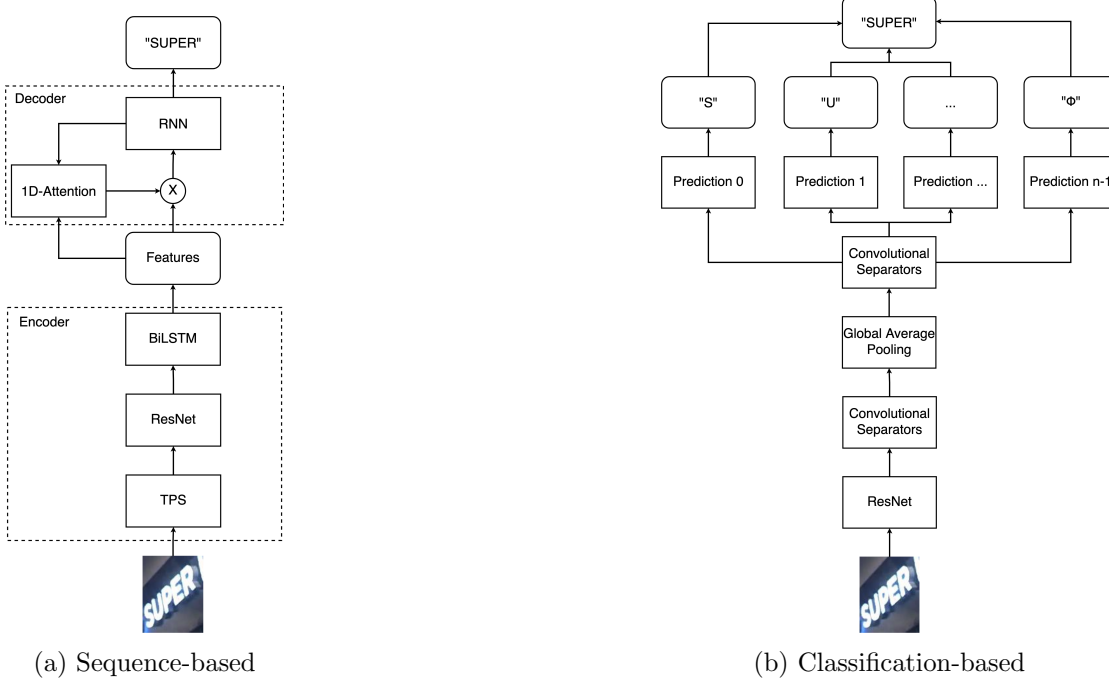 "SUPER"
Decoder
RNN
1D-Attention
X
Features
Encoder
BiLSTM
ResNet
TPS
SUPER
(a) Sequence-based
"SUPER"
"S"
"U"
...
"Φ"
Prediction 0
Prediction 1
Prediction ...
Prediction n-1
Convolutional
Separators
Global Average
Pooling
Convolutional
Separators
ResNet
SUPER
(b) Classification-based